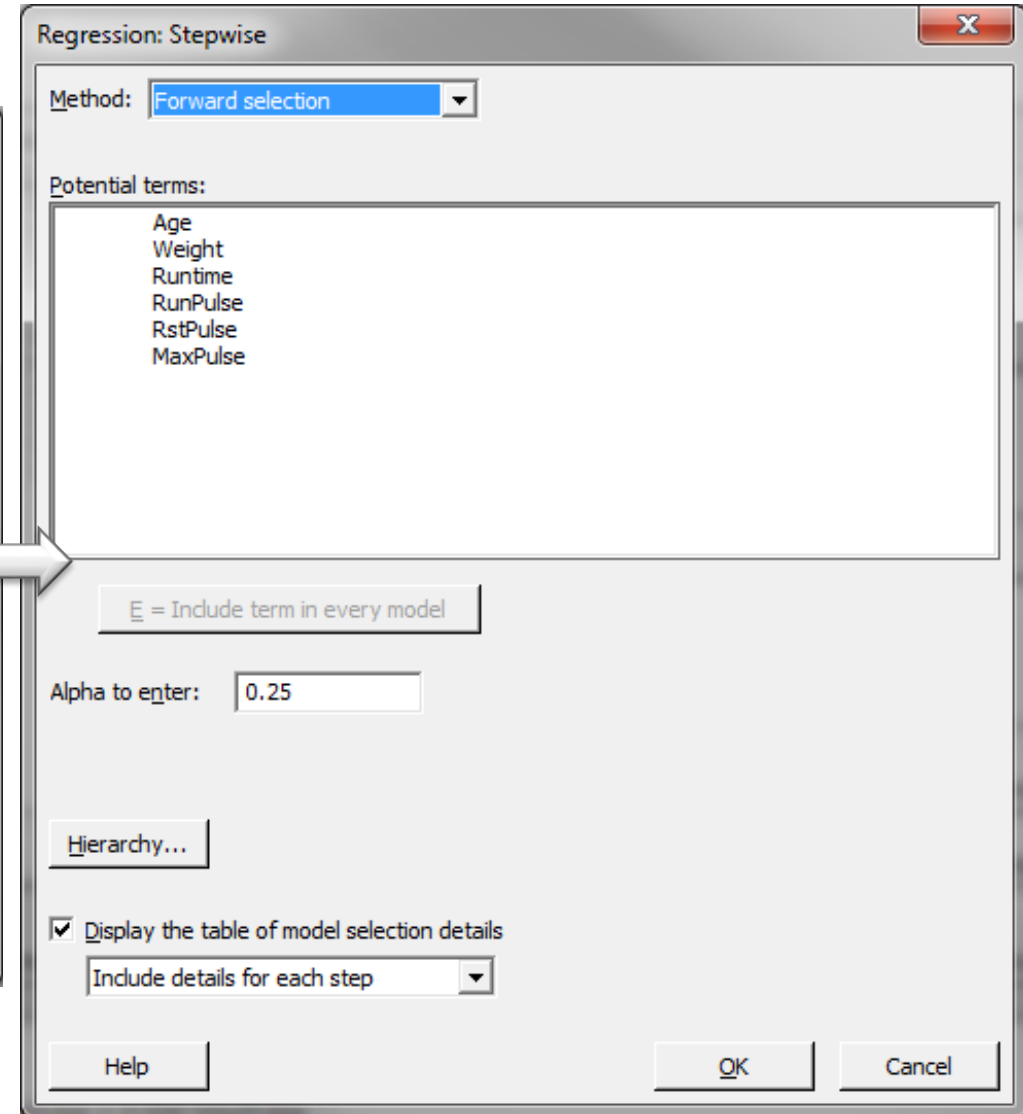 Regression: Stepwise
Method: Forward selection
Potential terms:
Age
Weight
Runtime
RunPulse
RstPulse
MaxPulse
E = Include term in every model
Alpha to enter: 0.25
Hierarchy...
Display the table of model selection details
Include details for each step
Help OK Cancel